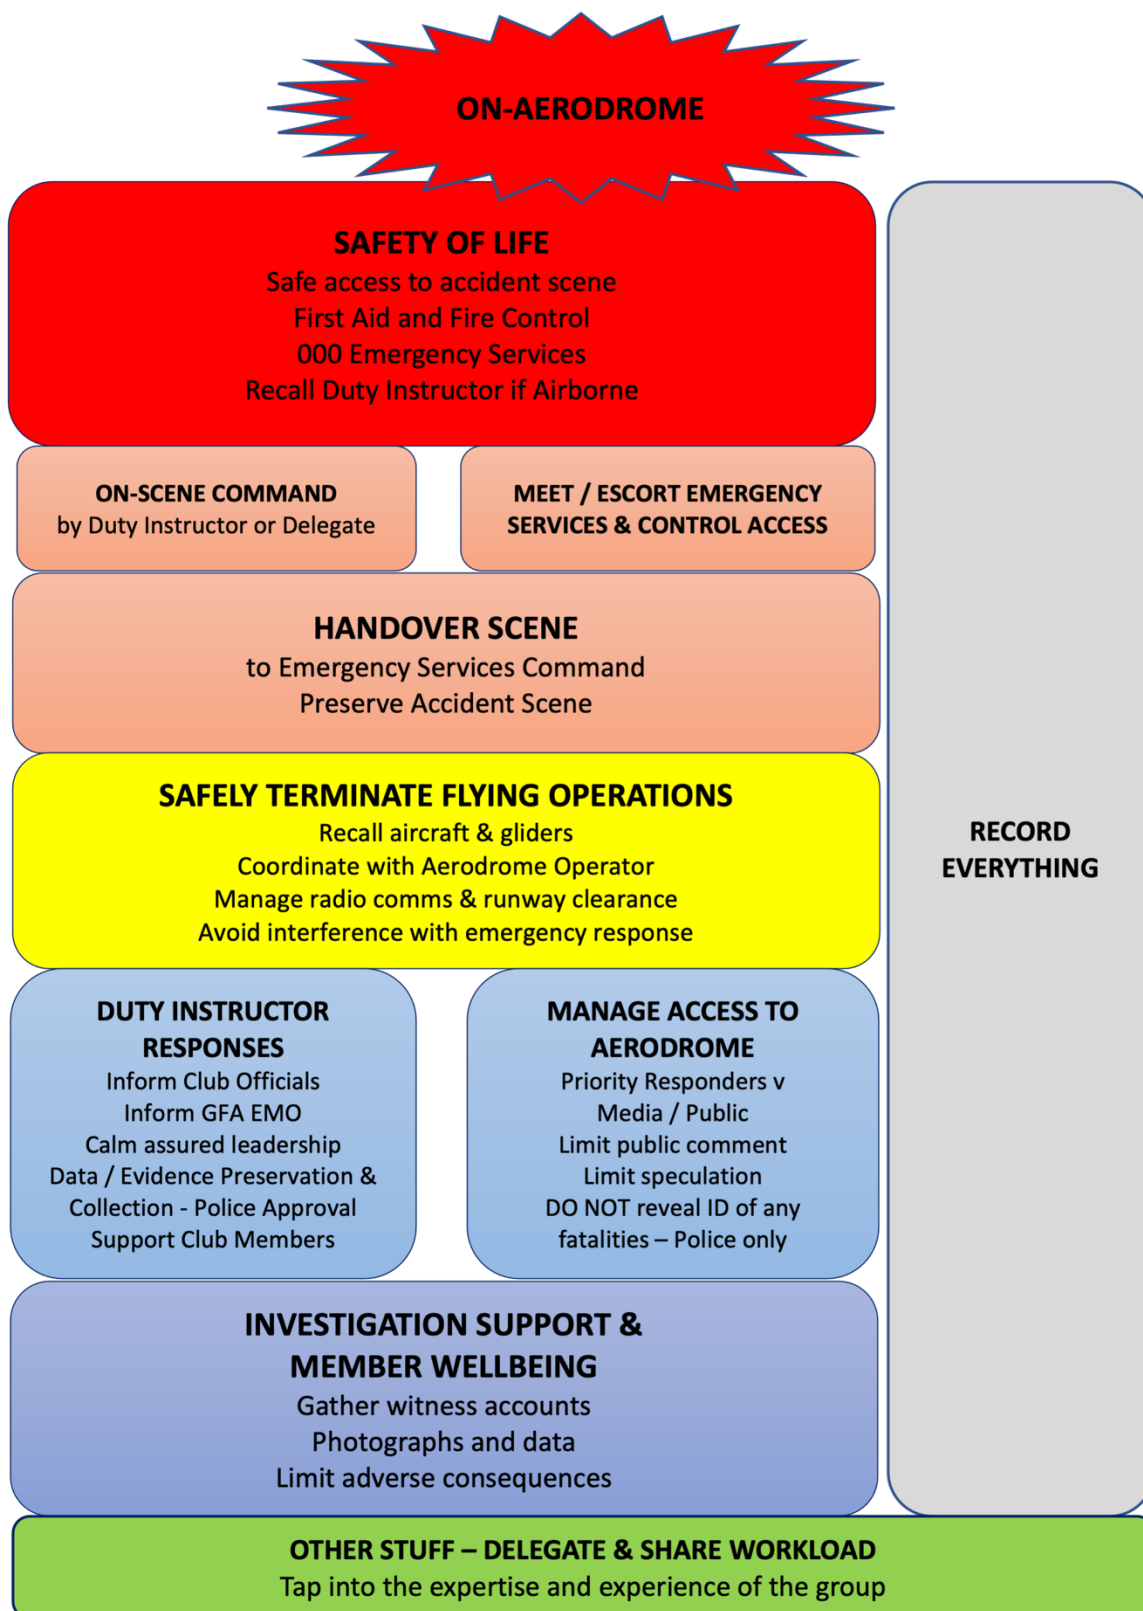 ON-AERODROME
SAFETY OF LIFE
Safe access to accident scene
First Aid and Fire Control
000 Emergency Services
Recall Duty Instructor if Airborne
ON-SCENE COMMAND
by Duty Instructor or Delegate
MEET / ESCORT EMERGENCY
SERVICES & CONTROL ACCESS
HANDOVER SCENE
to Emergency Services Command
Preserve Accident Scene
SAFELY TERMINATE FLYING OPERATIONS
Recall aircraft & gliders
Coordinate with Aerodrome Operator
Manage radio comms & runway clearance
Avoid interference with emergency response
DUTY INSTRUCTOR
RESPONSES
Inform Club Officials
Inform GFA EMO
Calm assured leadership
Data / Evidence Preservation &
Collection - Police Approval
Support Club Members
MANAGE ACCESS TO
AERODROME
Priority Responders v
Media / Public
Limit public comment
Limit speculation
DO NOT reveal ID of any
fatalities – Police only
INVESTIGATION SUPPORT &
MEMBER WELLBEING
Gather witness accounts
Photographs and data
Limit adverse consequences
RECORD
EVERYTHING
OTHER STUFF – DELEGATE & SHARE WORKLOAD
Tap into the expertise and experience of the group